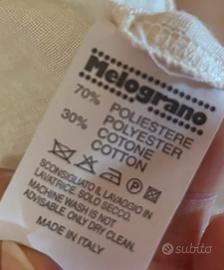 Melograno
70% POLIESTERE
POLYESTER
30% COTONE
COTTON
P
SCONSIGLIATO IL LAVAGGIO IN
LAVATRICE. SOLO SECCO
MACHINE WASH IS NOT
ADVISABLE. ONLY DRY CLEAN.
MADE IN ITALY
subito